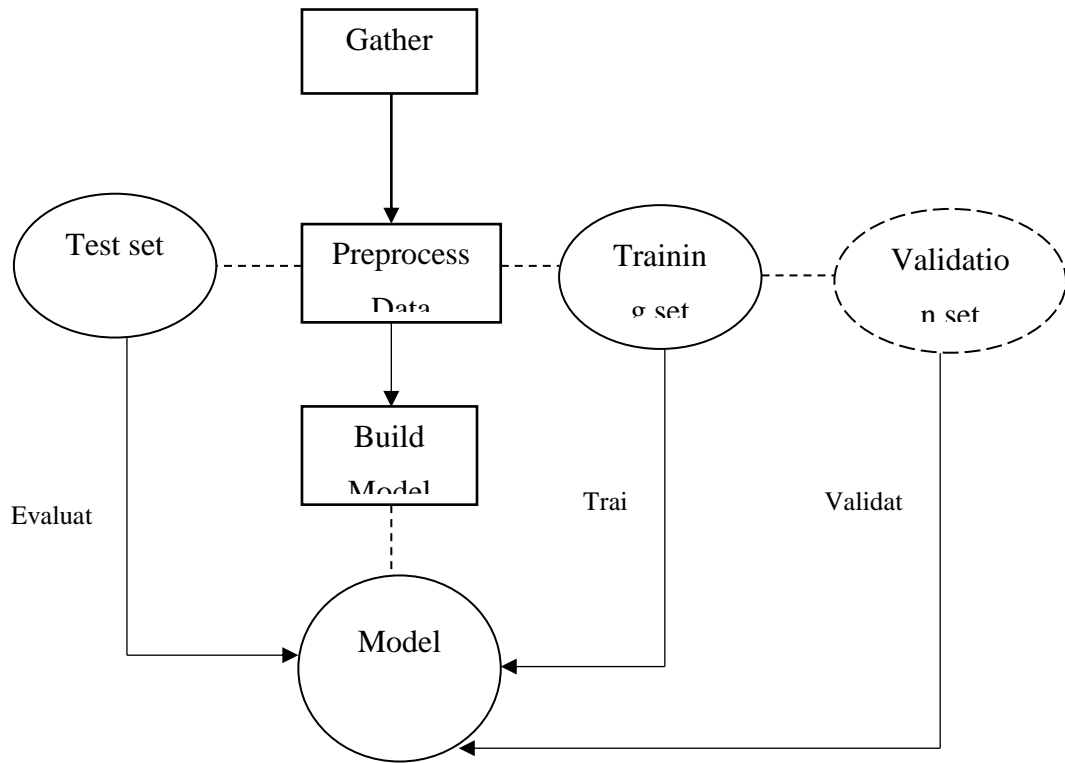 Gather
Test set
Preprocess
Data
Trainin
g set
Validatio
n set
Build
Model
Evaluat
Trai
Validat
Model